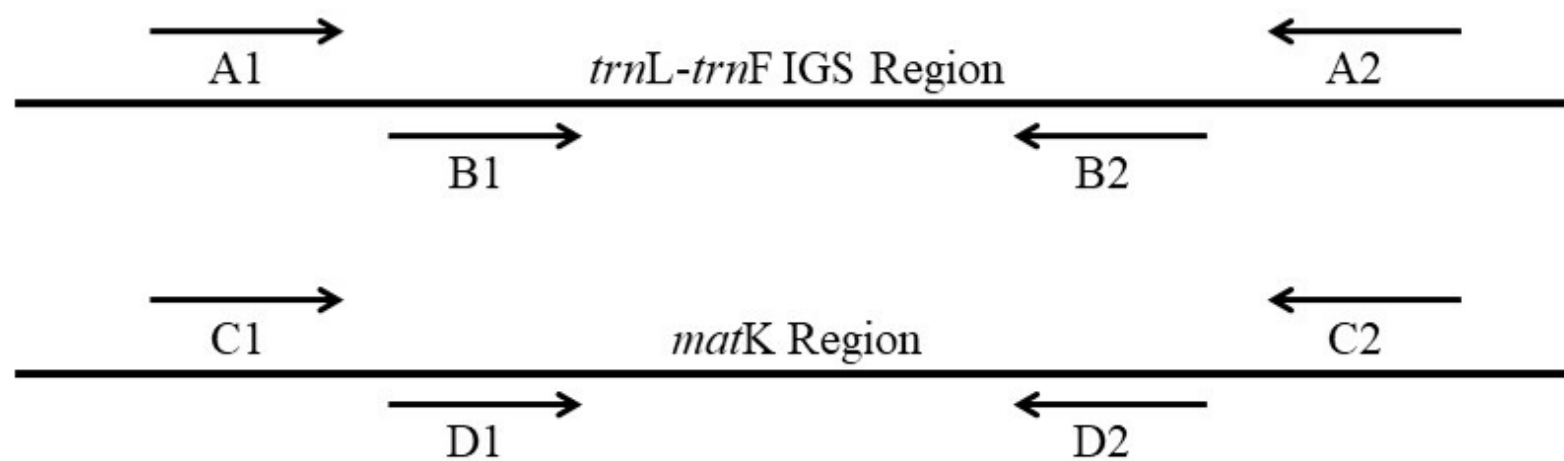 A1 trnL-trnF IGS Region A2
B1 B2
C1 matK Region C2
D1 D2